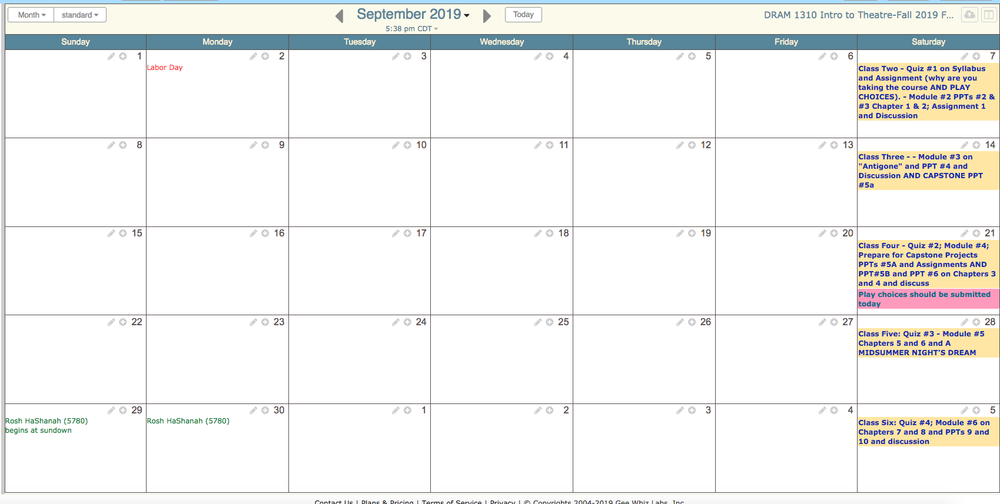 Month standard
September 2019
Today
DRAM 1310 Intro to Theatre-Fall 2019 F...
5:38 pm CDT
Sunday Monday Tuesday Wednesday Thursday Friday Saturday
1 2 3 4 5 6 7
Labor Day
Class Two - Quiz #1 on Syllabus
and Assignment (why are you
taking the course AND PLAY
CHOICES). - Module #2 PPTs #2 &
#3 Chapter 1 & 2; Assignment 1
and Discussion
8 9 10 11 12 13 14
Class Three - - Module #3 on
"Antigone" and PPT #4 and
Discussion AND CAPSTONE PPT
#5a
15 16 17 18 19 20 21
Class Four - Quiz #2; Module #4;
Prepare for Capstone Projects
PPTs #5A and Assignments AND
PPT#5B and PPT #6 on Chapters 3
and 4 and discuss
Play choices should be submitted
today
22 23 24 25 26 27 28
Class Five: Quiz #3 - Module #5
Chapters 5 and 6 and A
MIDSUMMER NIGHT'S DREAM
29 30 1 2 3 4 5
Rosh HaShanah (5780)
begins at sundown
Rosh HaShanah (5780)
Class Six: Quiz #4; Module #6 on
Chapters 7 and 8 and PPTs 9 and
10 and discussion
Contact Us | Plans & Pricing | Terms of Service | Privacy | © Copyrights 2004-2019 Gee Whiz Labs, Inc.